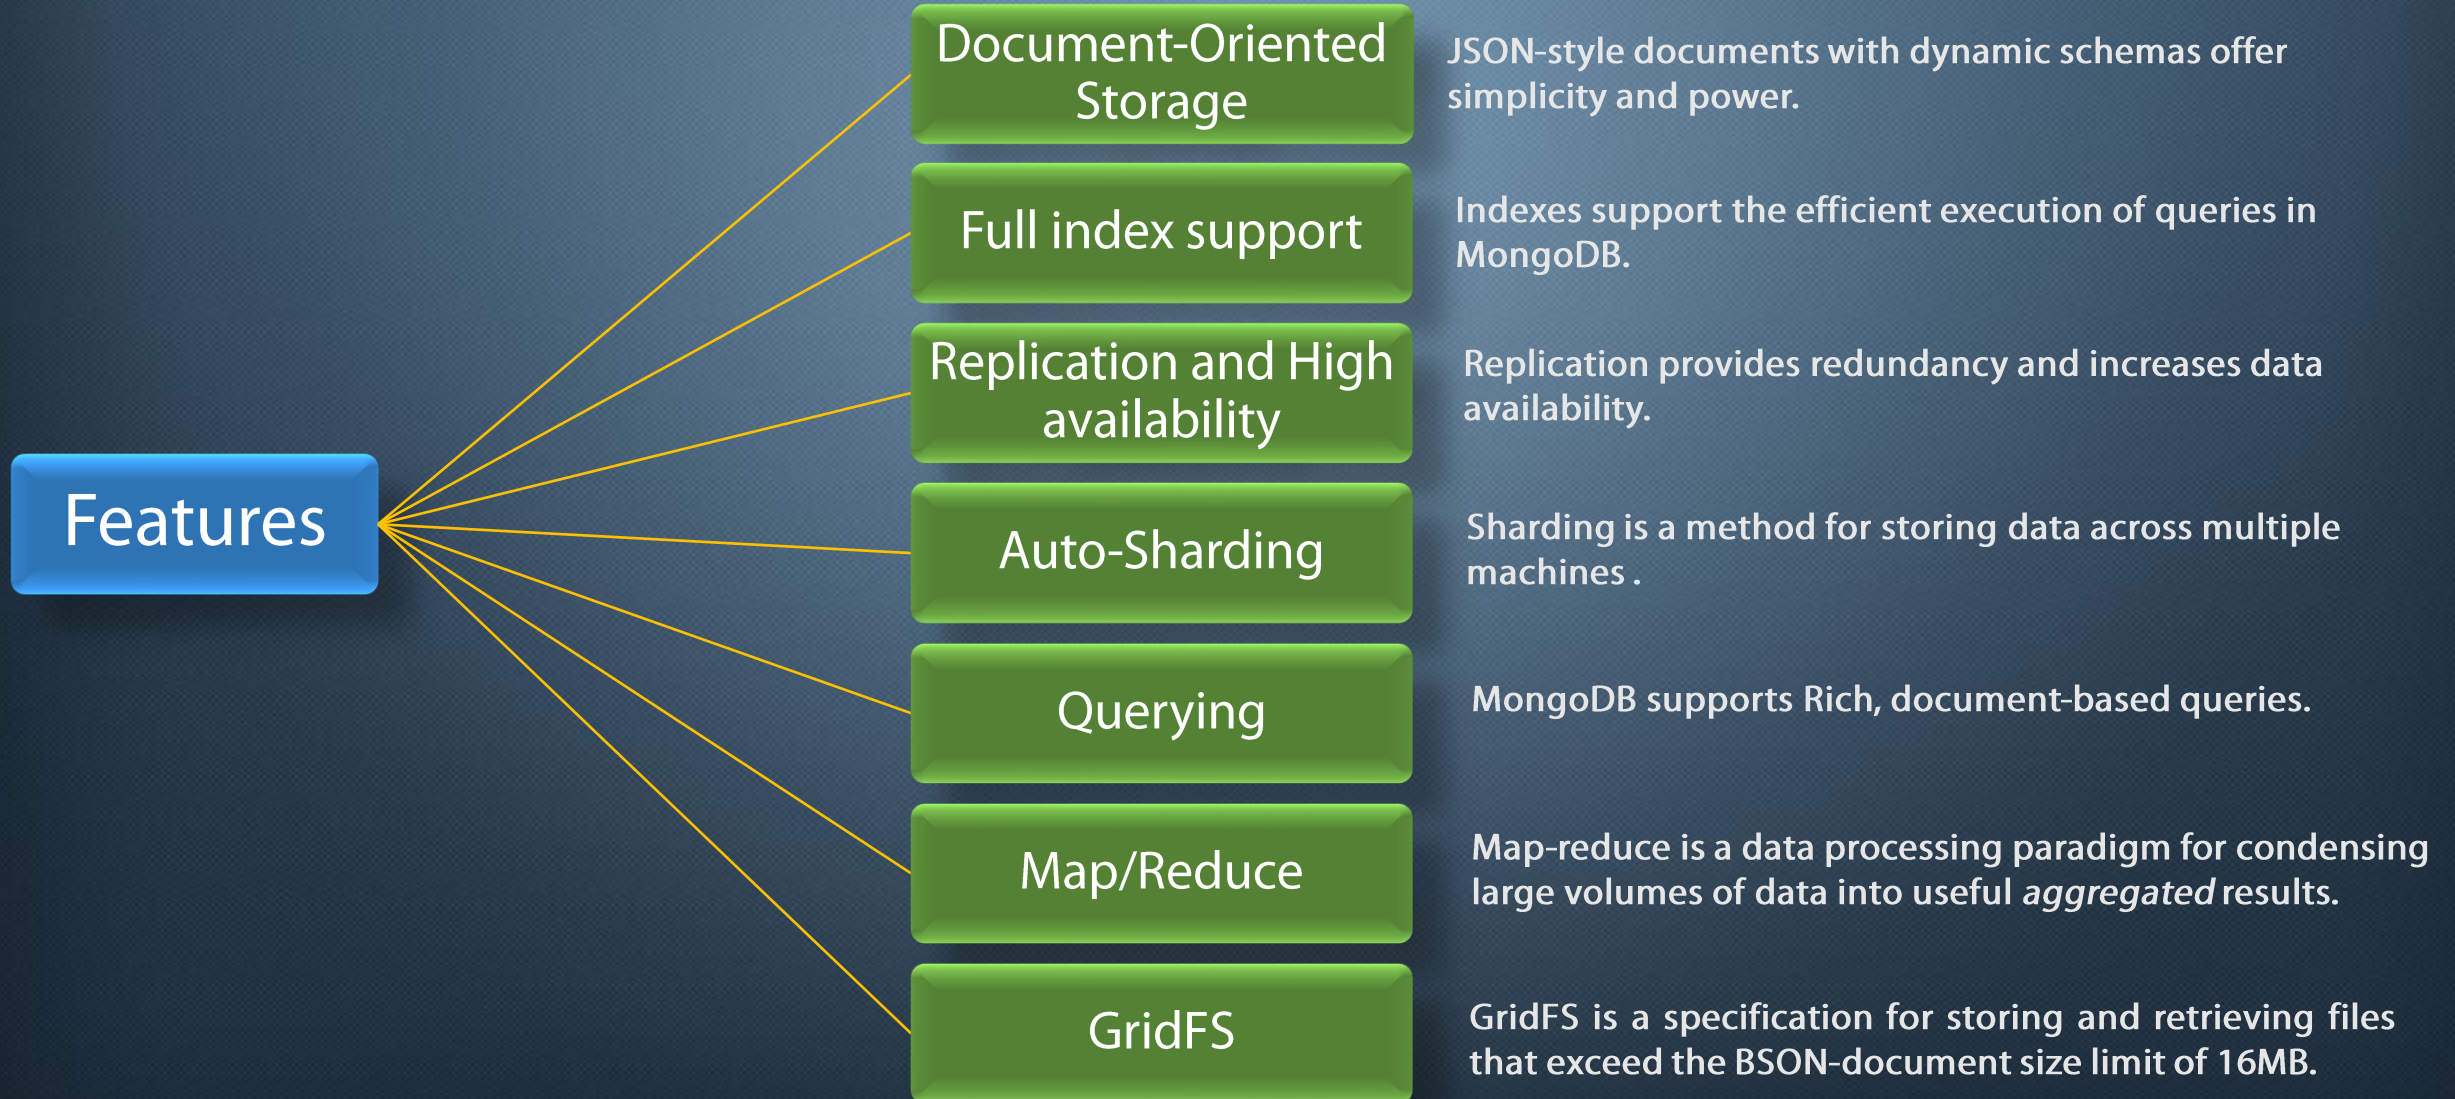 Document-Oriented
Storage
JSON-style documents with dynamic schemas offer
simplicity and power.
Full index support
Indexes support the efficient execution of queries in
MongoDB.
Replication and High
availability
Replication provides redundancy and increases data
availability.
Features
Auto-Sharding
Sharding is a method for storing data across multiple
machines .
Querying
MongoDB supports Rich, document-based queries.
Map/Reduce
Map-reduce is a data processing paradigm for condensing
large volumes of data into useful aggregated results.
GridFS
GridFS is a specification for storing and retrieving files
that exceed the BSON-document size limit of 16MB.